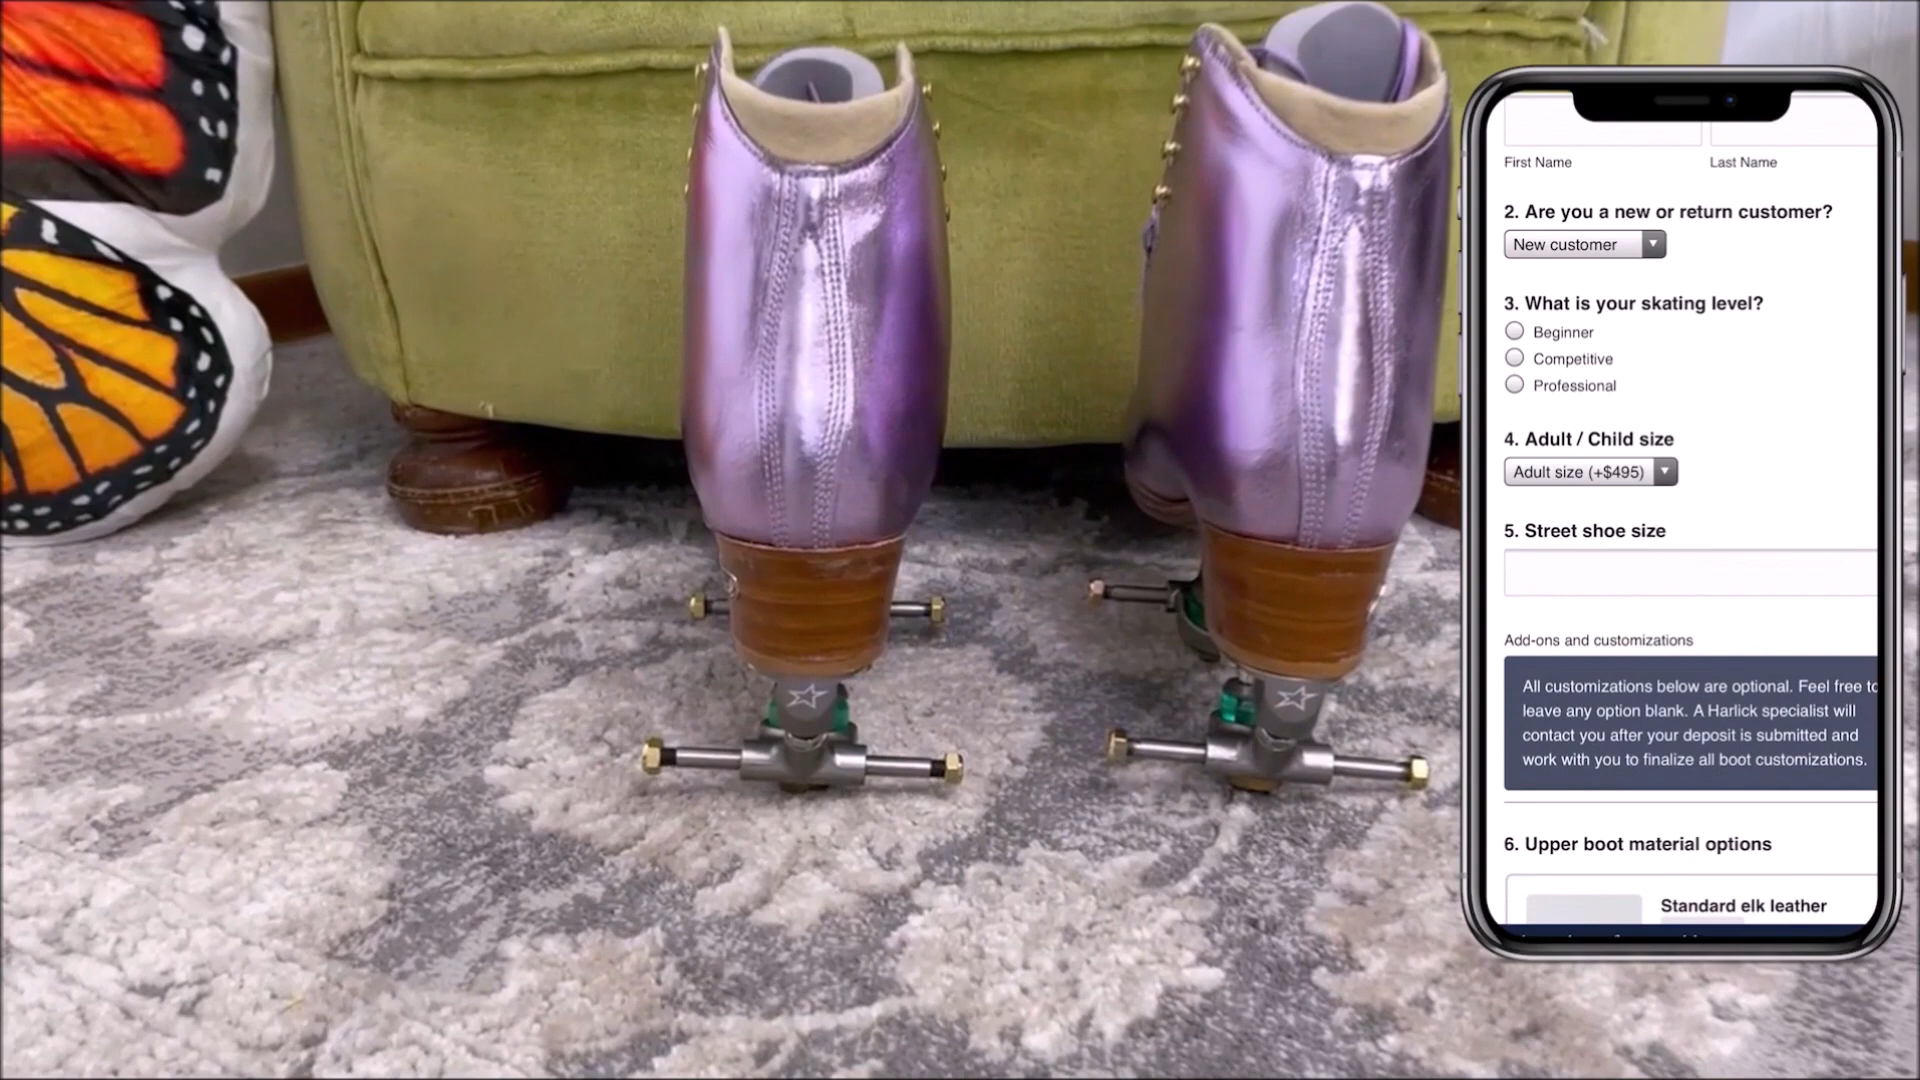 First Name
Last Name
2. Are you a new or return customer?
New customer
3. What is your skating level?
Beginner
Competitive
Professional
4. Adult / Child size
Adult size (+$495)
5. Street shoe size
Add-ons and customizations
All customizations below are optional. Feel free to
leave any option blank. A Harlick specialist will
contact you after your deposit is submitted and
work with you to finalize all boot customizations.
6. Upper boot material options
Standard elk leather